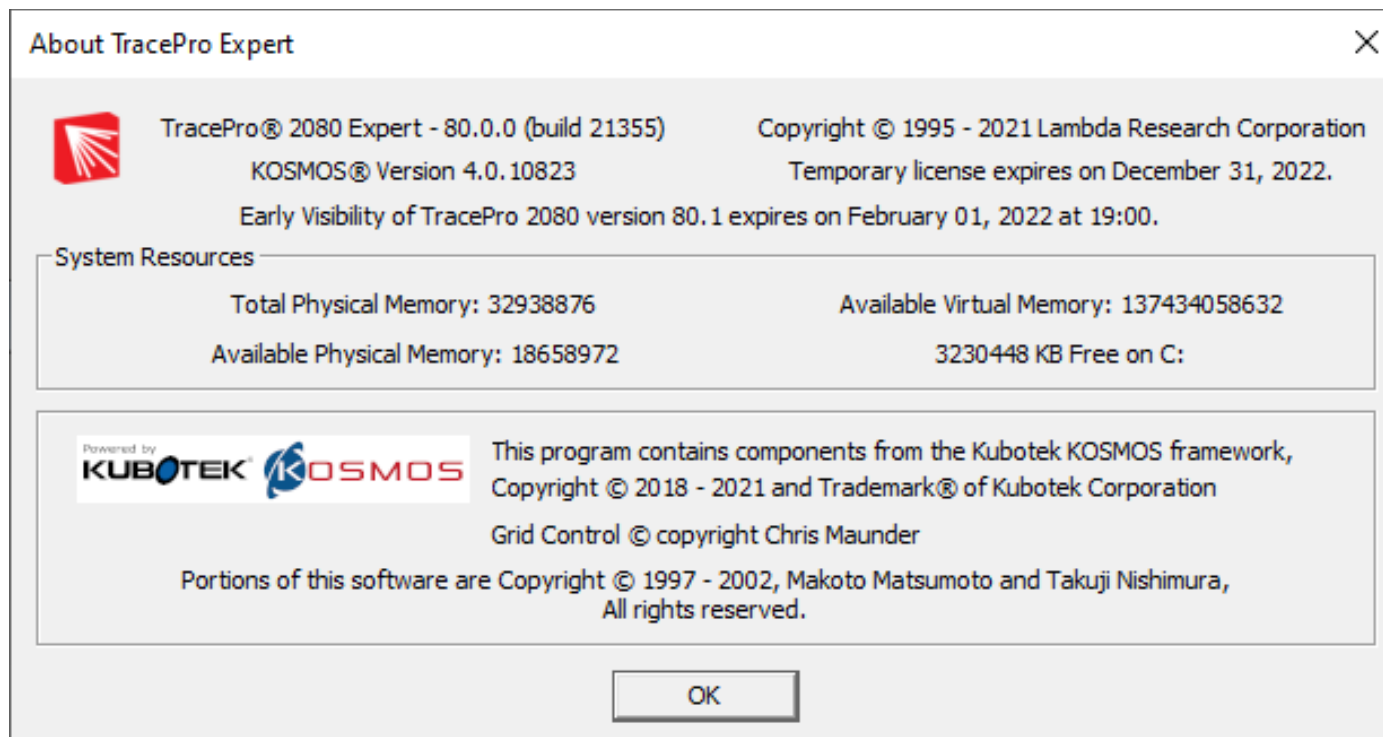 About TracePro Expert
TracePro® 2080 Expert - 80.0.0 (build 21355)
Copyright © 1995 - 2021 Lambda Research Corporation
KOSMOS® Version 4.0.10823
Temporary license expires on December 31, 2022.
Early Visibility of TracePro 2080 version 80.1 expires on February 01, 2022 at 19:00.
System Resources
Total Physical Memory: 32938876
Available Virtual Memory: 137434058632
Available Physical Memory: 18658972
3230448 KB Free on C:
Powered by
KUBOTEK® KOSMOS
This program contains components from the Kubotek KOSMOS framework,
Copyright © 2018 - 2021 and Trademark® of Kubotek Corporation
Grid Control © copyright Chris Maunder
Portions of this software are Copyright © 1997 - 2002, Makoto Matsumoto and Takuji Nishimura,
All rights reserved.
OK